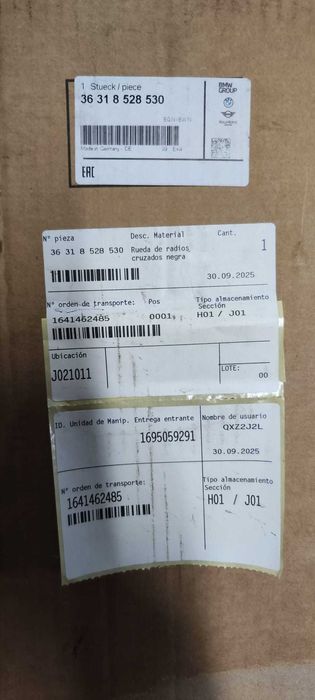 1 Stueck / piece
36 31 8 528 530
BMW
GROUP
Made in Germany - DE
EAC
N° pieza Desc. Material Cant.
36 31 8 528 530 Rueda de radios 1
cruzados negra
30.09.2025
N° orden de transporte: Pos Tipo almacenamiento
Sección
1641462485 0001 H01 / J01
Ubicación
J021011
LOTE: 00
ID. Unidad de Manip. Entrega entrante Nombre de usuario
QXZ2J2L
1695059291
30.09.2025
N° orden de transporte: Tipo almacenamiento
Sección
1641462485 H01 / J01